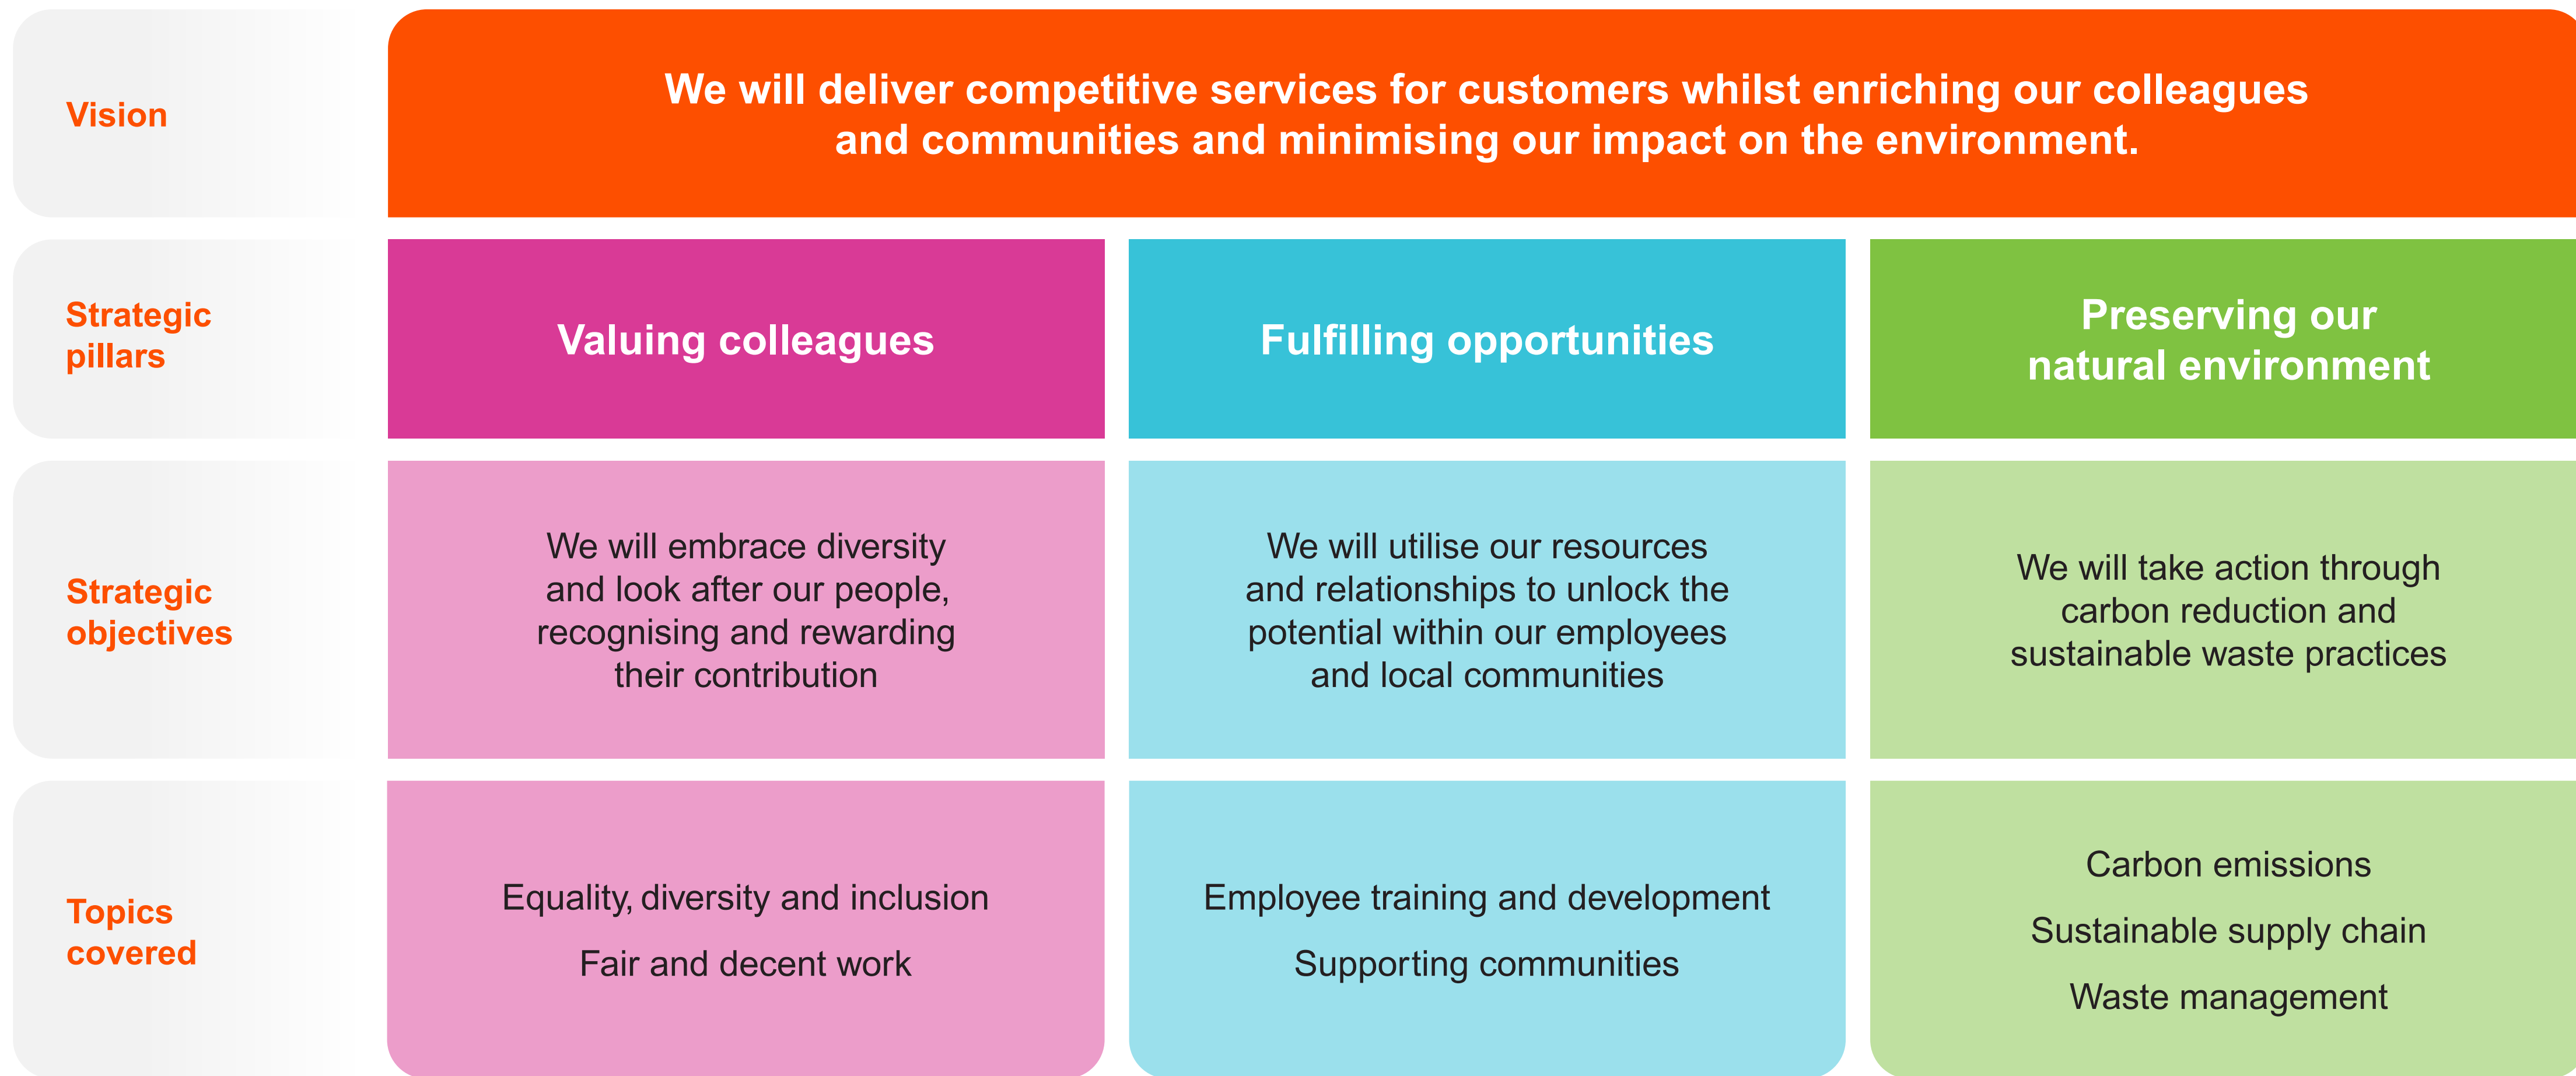 Vision
We will deliver competitive services for customers whilst enriching our colleagues
and communities and minimising our impact on the environment.
Strategic
pillars
Valuing colleagues
Fulfilling opportunities
Preserving our
natural environment
Strategic
objectives
We will embrace diversity
and look after our people,
recognising and rewarding
their contribution
We will utilise our resources
and relationships to unlock the
potential within our employees
and local communities
We will take action through
carbon reduction and
sustainable waste practices
Topics
covered
Equality, diversity and inclusion
Fair and decent work
Employee training and development
Supporting communities
Carbon emissions
Sustainable supply chain
Waste management